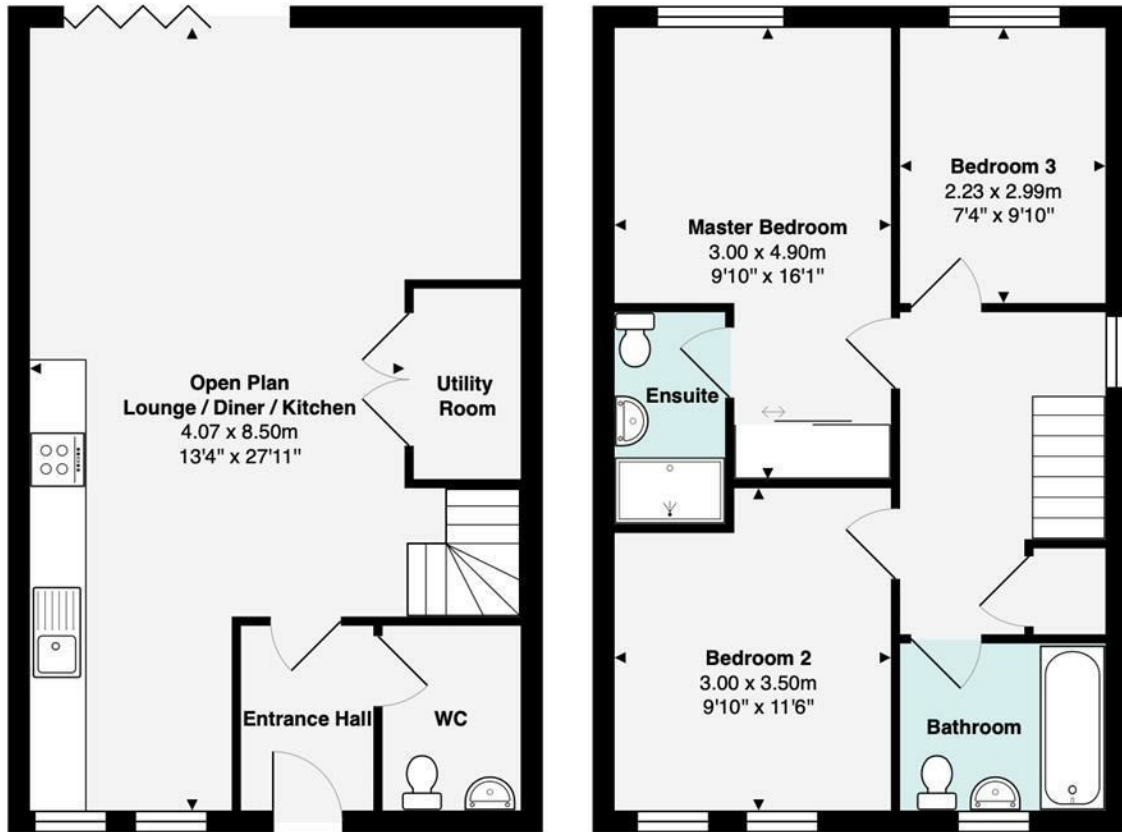 Open Plan
Lounge / Diner / Kitchen
4.07 x 8.50m
13'4" x 27'11"
Utility
Room
Entrance Hall
WC
Master Bedroom
3.00 x 4.90m
9'10" x 16'1"
Bedroom 3
2.23 x 2.99m
7'4" x 9'10"
Ensuite
Bedroom 2
3.00 x 3.50m
9'10" x 11'6"
Bathroom